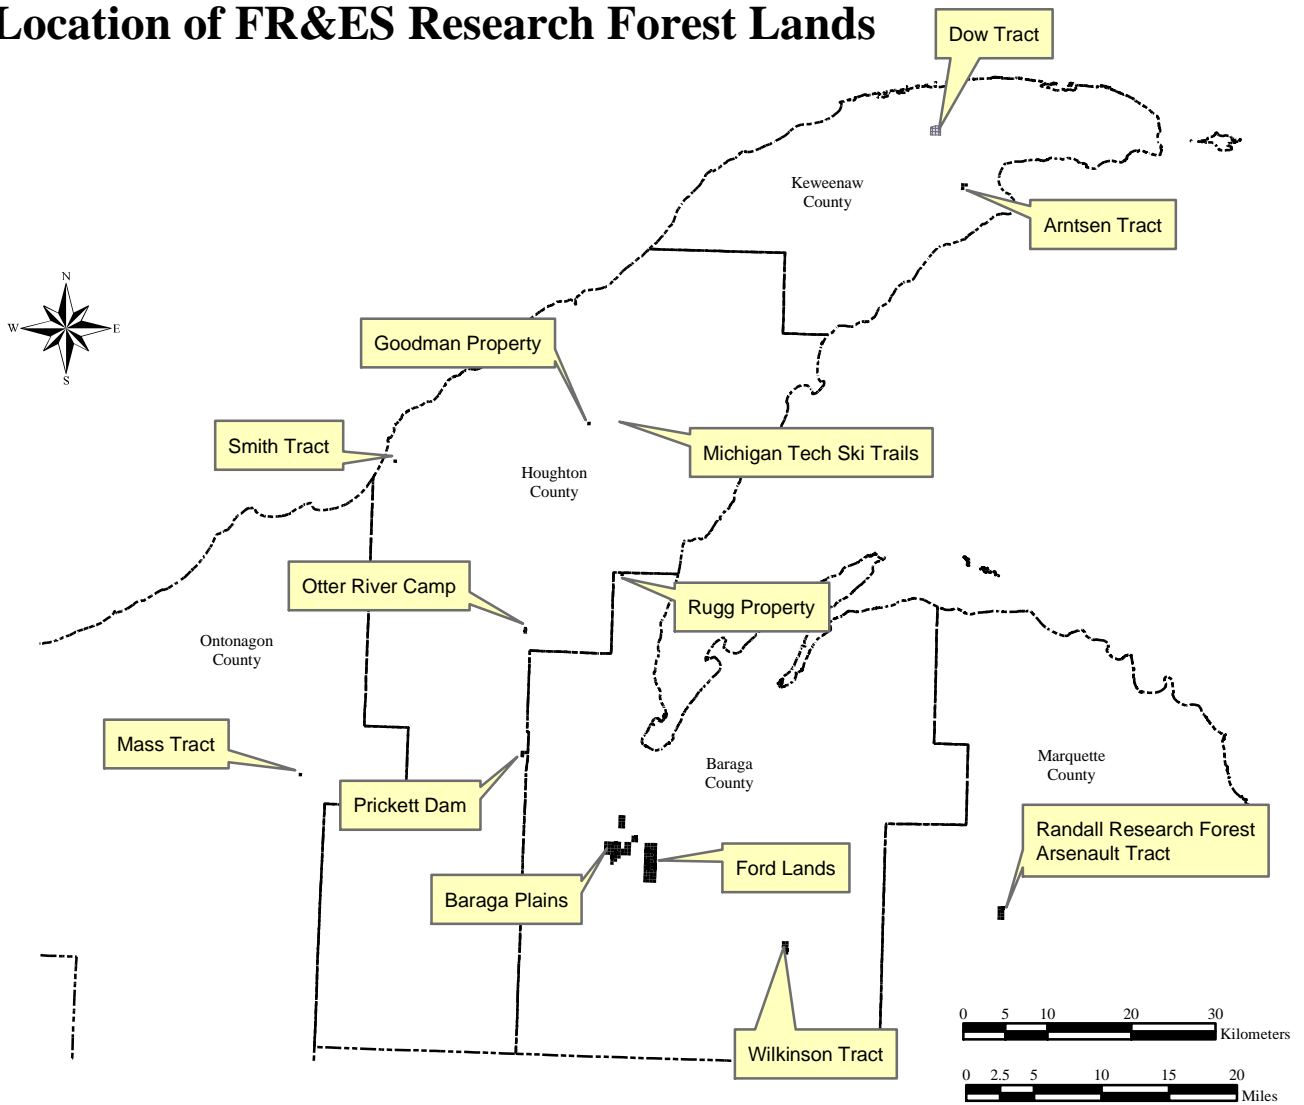 Location of FR&ES Research Forest Lands
Dow Tract
Keweenaw
County
Arntsen Tract
N
W
E
S
Goodman Property
Smith Tract
Michigan Tech Ski Trails
Houghton
County
Otter River Camp
Rugg Property
Ontonagon
County
Mass Tract
Prickett Dam
Baraga
County
Marquette
County
Randall Research Forest
Arsenault Tract
Ford Lands
Baraga Plains
Wilkinson Tract
0 5 10 20 30
Kilometers
0 2.5 5 10 15 20
Miles